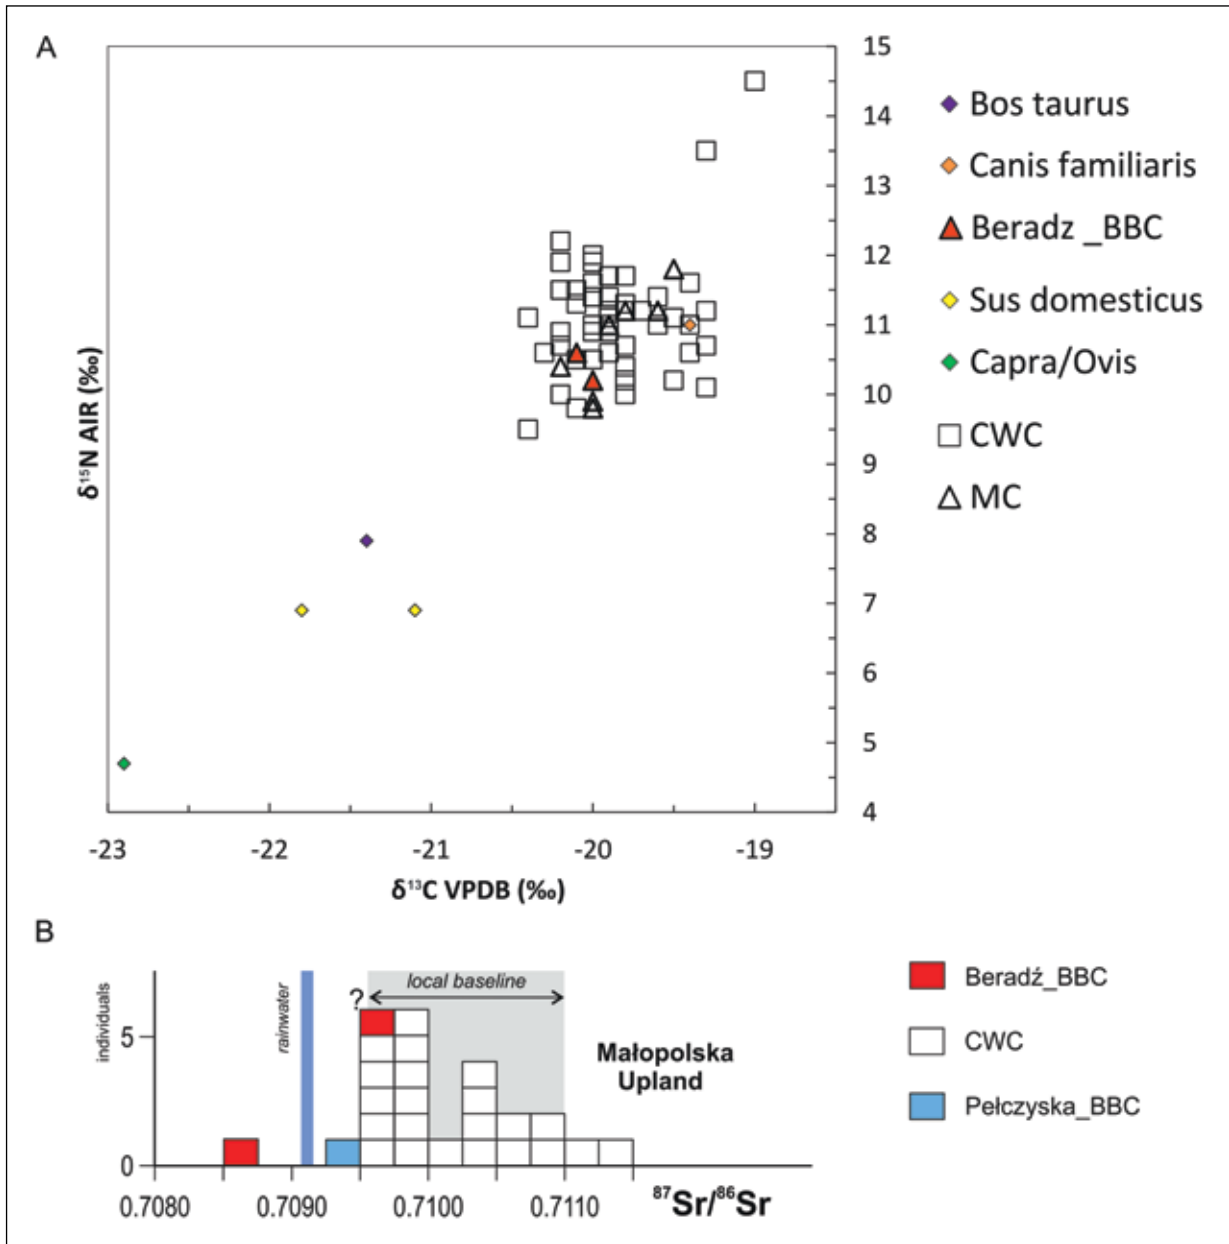 A
15
14
13
12
11
10
9
8
7
6
5
4
δ¹⁵N AIR (‰)
-23 -22 -21 -20 -19
δ¹³C VPDB (‰)
Bos taurus
Canis familiaris
Beradz _BBC
Sus domesticus
Capra/Ovis
CWC
MC
B
individuals
5
0
rainwater
?
local baseline
Małopolska
Upland
0.7080 0.7090 0.7100 0.7110 ⁸⁷Sr/⁸⁶Sr
Beradź_BBC
CWC
Pełczyska_BBC